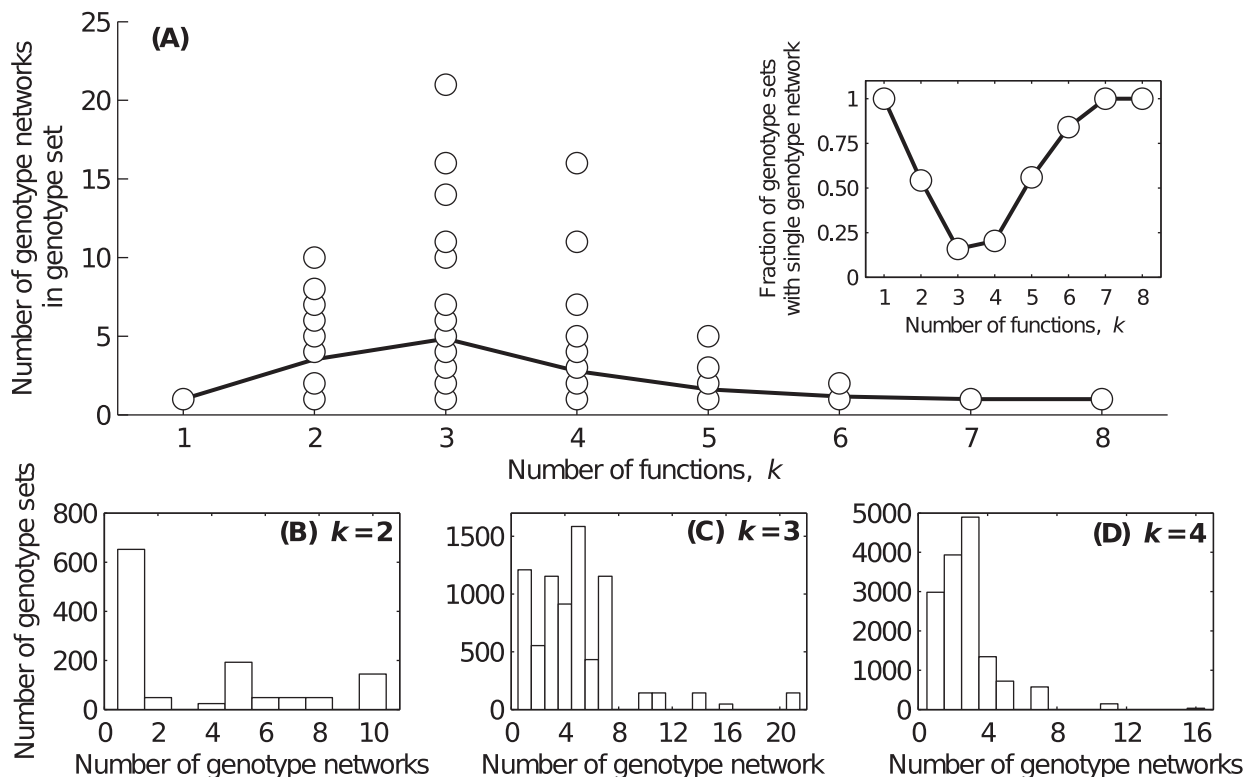 (A)
Number of genotype networks
in genotype set
25
20
15
10
5
0
1 2 3 4 5 6 7 8
Number of functions, k
Fraction of genotype sets
with single genotype network
1
0.75
0.50
0.25
0
1 2 3 4 5 6 7 8
Number of functions, k
Number of genotype sets
(B) k=2
800
600
400
200
0
0 2 4 6 8 10
Number of genotype networks
(C) k=3
1500
1000
500
0
0 4 8 12 16 20
Number of genotype network
(D) k=4
5000
4000
3000
2000
1000
0
0 4 8 12 16
Number of genotype networks